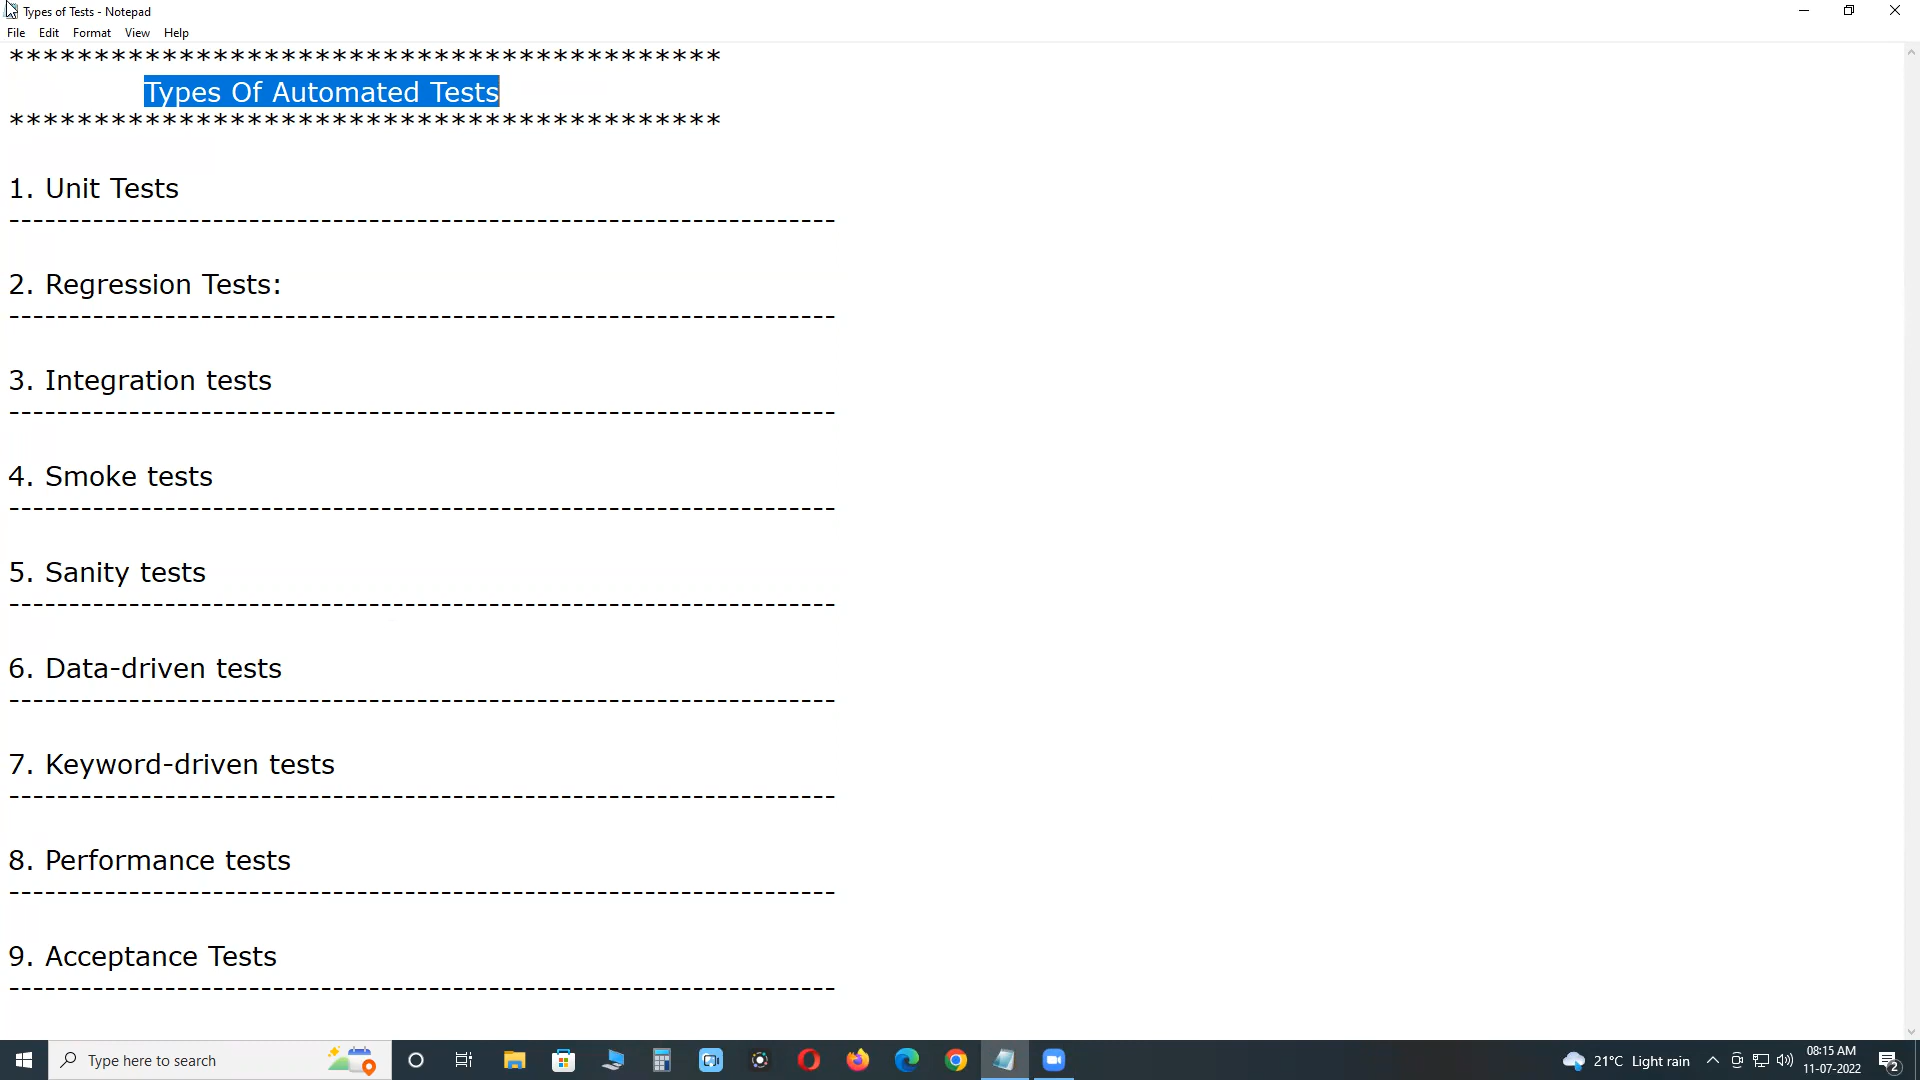 Types of Tests - Notepad
File Edit Format View Help
******************************************
Types Of Automated Tests
******************************************
1. Unit Tests
---------------------------------------------------------------------
2. Regression Tests:
---------------------------------------------------------------------
3. Integration tests
---------------------------------------------------------------------
4. Smoke tests
---------------------------------------------------------------------
5. Sanity tests
---------------------------------------------------------------------
6. Data-driven tests
---------------------------------------------------------------------
7. Keyword-driven tests
---------------------------------------------------------------------
8. Performance tests
---------------------------------------------------------------------
9. Acceptance Tests
---------------------------------------------------------------------
Type here to search
21°C Light rain
08:15 AM
11-07-2022
2